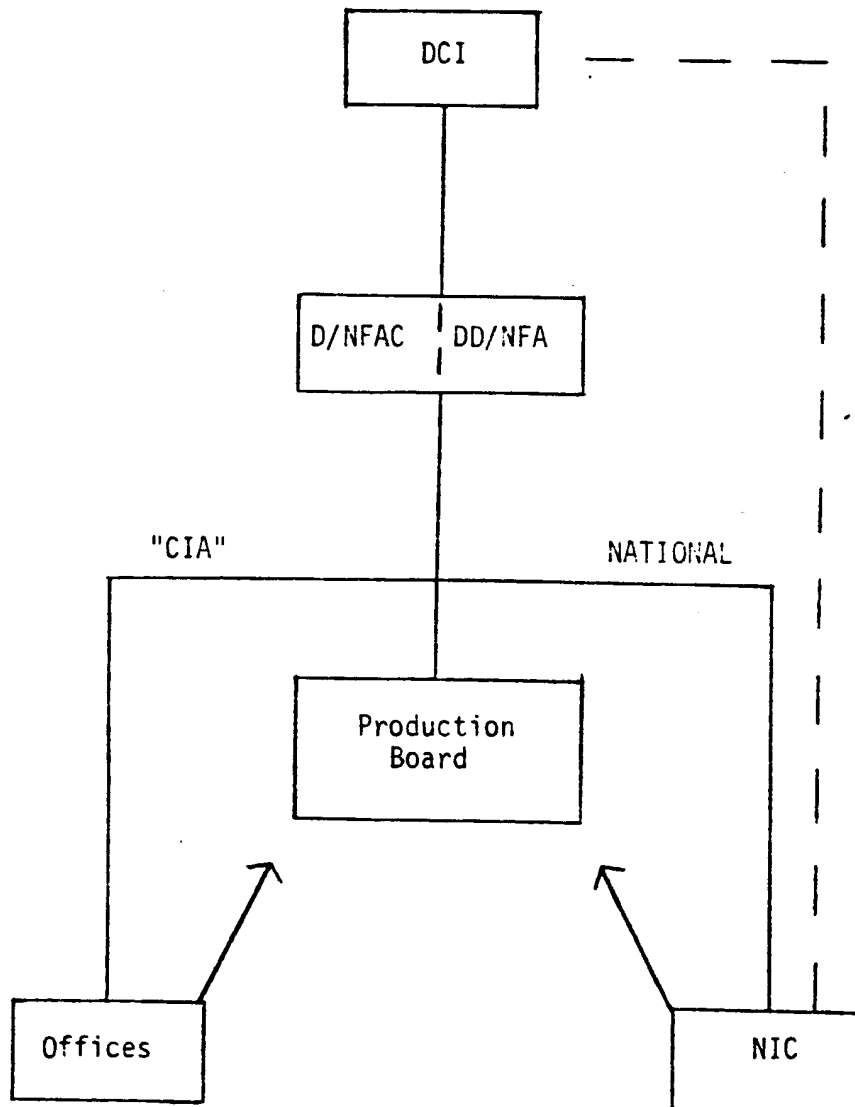 DCI
D/NFAC DD/NFA
"CIA" NATIONAL
Production
Board
Offices NIC